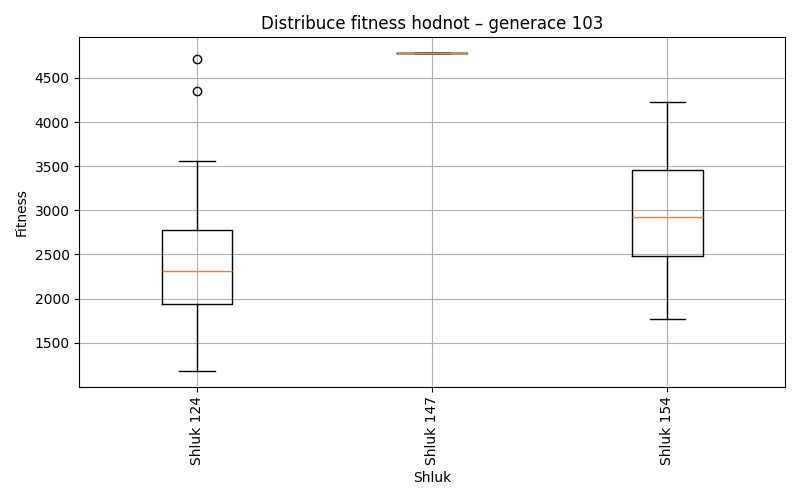 Distribuce fitness hodnot – generace 103
Fitness
4500
4000
3500
3000
2500
2000
1500
Shluk 124
Shluk 147
Shluk 154
Shluk